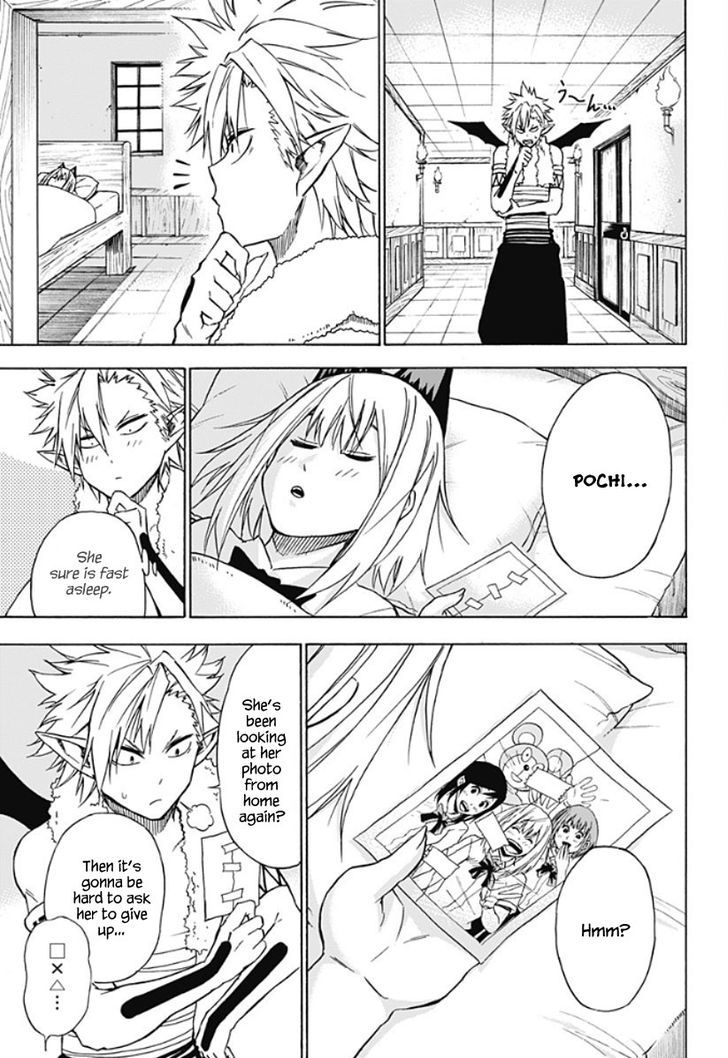 う〜ん…
POCHI...
She
sure is fast
asleep.
Hmm?
She's
been
looking
at her
photo
from
home
again?
Then it's
gonna be
hard to ask
her to give
up...
□
×
△
⋮